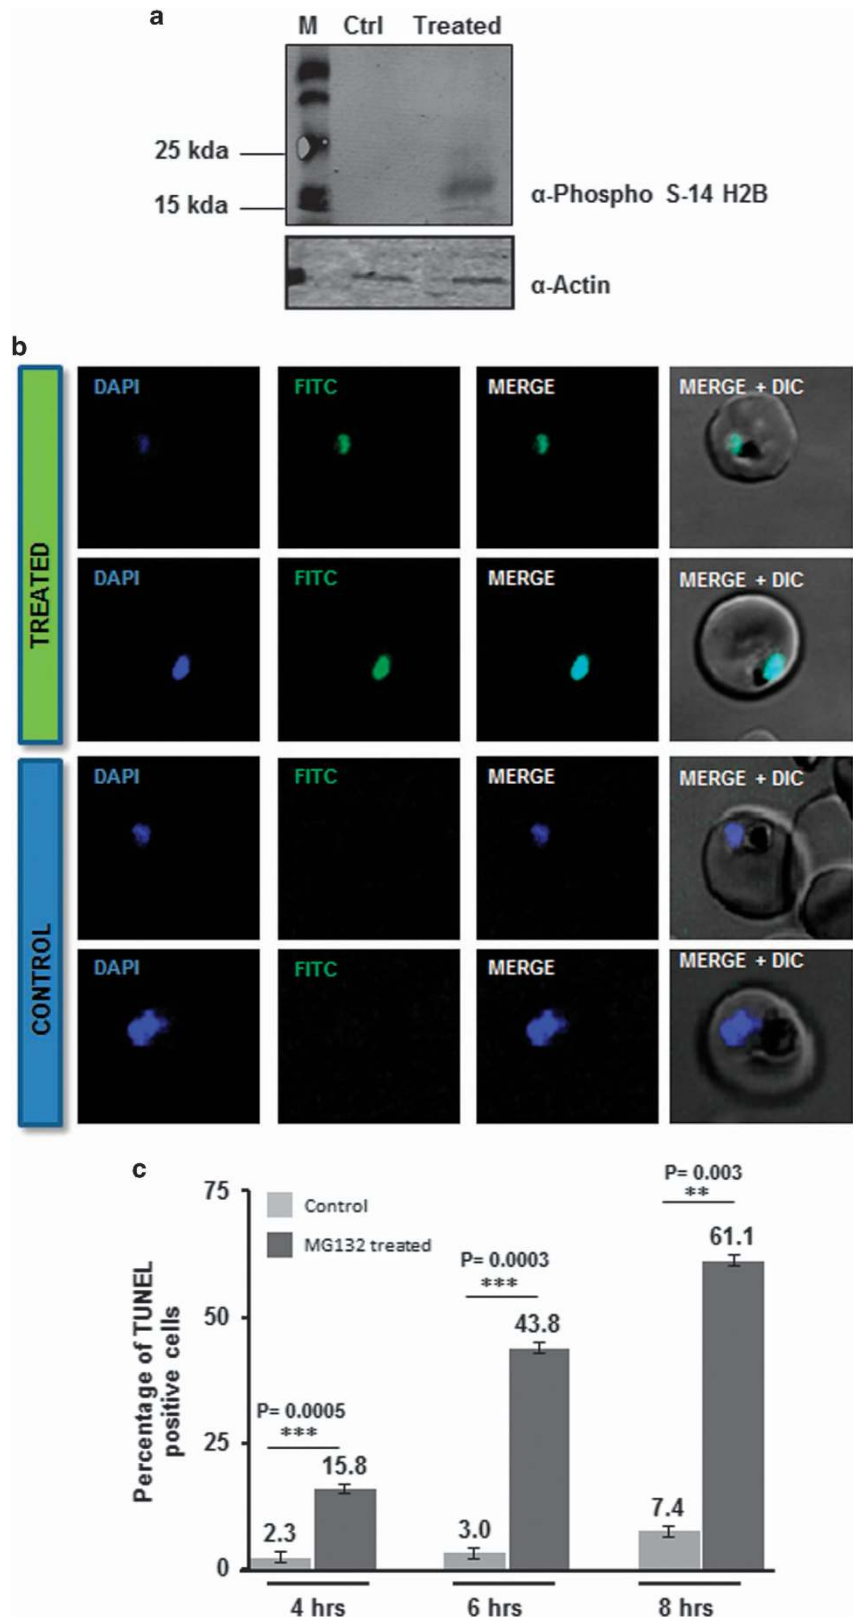 a
M Ctrl Treated
25 kda
15 kda
α-Phospho S-14 H2B
α-Actin
b
TREATED
DAPI FITC MERGE MERGE + DIC
DAPI FITC MERGE MERGE + DIC
CONTROL
DAPI FITC MERGE MERGE + DIC
DAPI FITC MERGE MERGE + DIC
c
Percentage of TUNEL
positive cells
75
50
25
0
Control
MG132 treated
P= 0.0005
***
2.3
15.8
P= 0.0003
***
3.0
43.8
P= 0.003
**
7.4
61.1
4 hrs 6 hrs 8 hrs